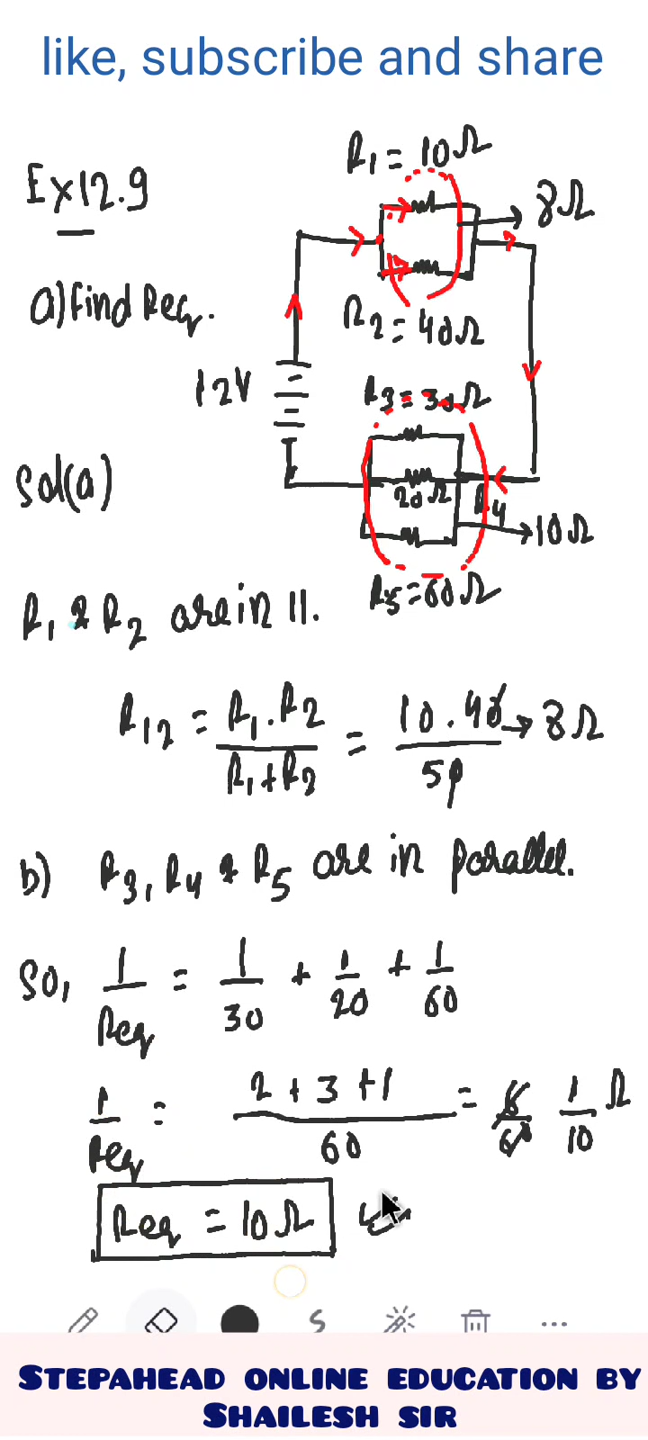 like, subscribe and share
Ex12.9
R1 = 10Ω
8Ω
a) Find Req.
R2 = 40Ω
12V
R3 = 30Ω
Sol(a)
20Ω
R4
10Ω
R5=60Ω
R1 & R2 are in ||.
R12 = R1.R2 / R1+R2 = 10.40 / 50 → 8Ω
b) R3, R4 & R5 are in parallel.
So, 1/Req = 1/30 + 1/20 + 1/60
1/Req = 2+3+1 / 60 = 6/60 1/10 Ω
Req = 10Ω
STEPAHEAD ONLINE EDUCATION BY
SHAILESH SIR